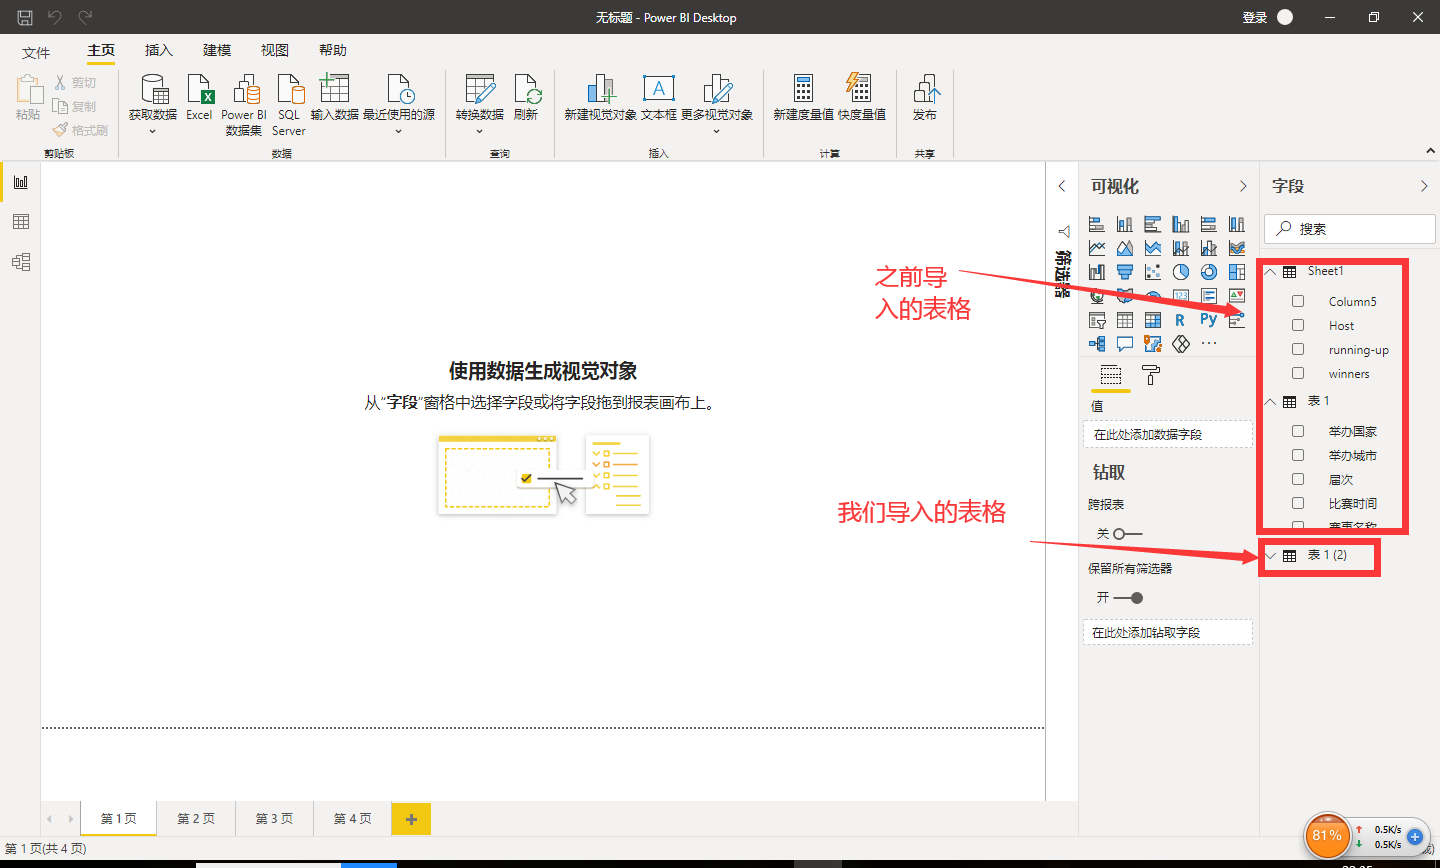 无标题 - Power BI Desktop
登录
文件
主页
插入
建模
视图
帮助
粘贴
剪切
复制
格式刷
剪贴板
获取数据
Excel
Power BI
数据集
SQL
Server
输入数据
最近使用的源
数据
转换数据
刷新
查询
新建视觉对象
文本框
更多视觉对象
插入
新建度量值
快度量值
计算
发布
共享
使用数据生成视觉对象
从“字段”窗格中选择字段或将字段拖到报表画布上。
之前导
入的表格
我们导入的表格
筛选器
可视化
123
R
Py
值
在此处添加数据字段
钻取
跨报表
关
保留所有筛选器
开
在此处添加钻取字段
字段
搜索
Sheet1
Column5
Host
running-up
winners
表 1
举办国家
举办城市
届次
比赛时间
赛事名称
表 1 (2)
第 1 页
第 2 页
第 3 页
第 4 页
第 1 页(共 4 页)
81%
0.5K/s
0.5K/s